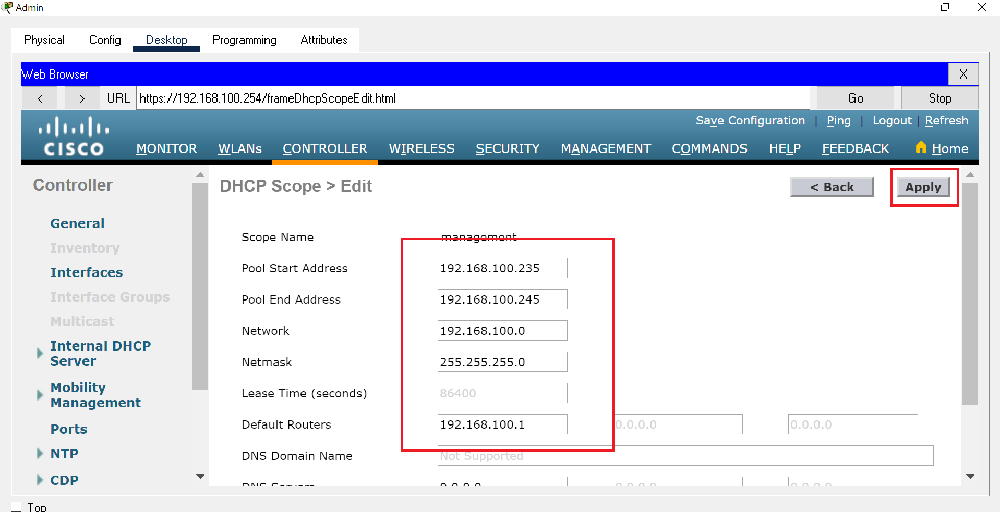 Admin
Physical Config Desktop Programming Attributes
Web Browser X
< > URL https://192.168.100.254/frameDhcpScopeEdit.html Go Stop
Save Configuration | Ping | Logout | Refresh
CISCO
MONITOR WLANs CONTROLLER WIRELESS SECURITY MANAGEMENT COMMANDS HELP FEEDBACK Home
Controller
General
Inventory
Interfaces
Interface Groups
Multicast
Internal DHCP
Server
Mobility
Management
Ports
NTP
CDP
DHCP Scope > Edit
< Back Apply
Scope Name management
Pool Start Address 192.168.100.235
Pool End Address 192.168.100.245
Network 192.168.100.0
Netmask 255.255.255.0
Lease Time (seconds) 86400
Default Routers 192.168.100.1 0.0.0.0 0.0.0.0
DNS Domain Name Not Supported
DNS Servers 0.0.0.0 0.0.0.0 0.0.0.0
Top